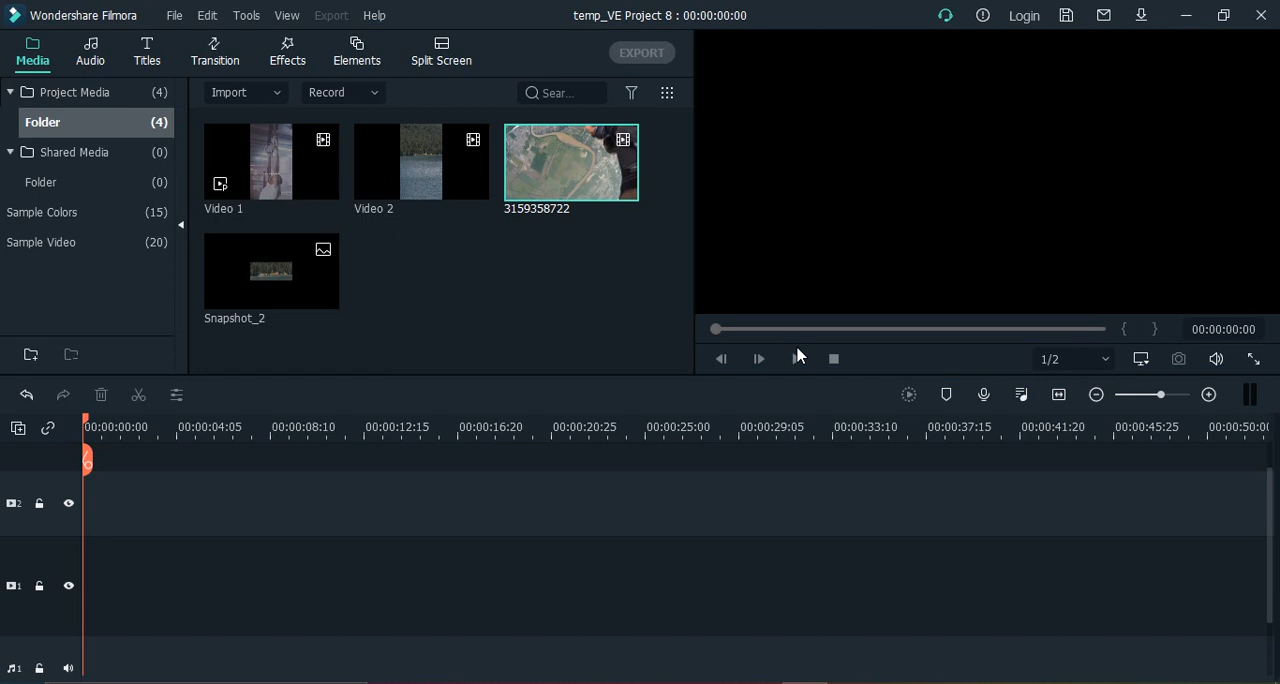 Wondershare Filmora File Edit Tools View Export Help temp_VE Project 8 : 00:00:00:00 Login
Media Audio Titles Transition Effects Elements Split Screen EXPORT
Project Media (4)
Folder (4)
Shared Media (0)
Folder (0)
Sample Colors (15)
Sample Video (20)
Import Record Sear...
Video 1 Video 2 3159358722
Snapshot_2
{ } 00:00:00:00
1/2
00:00:00:00 00:00:04:05 00:00:08:10 00:00:12:15 00:00:16:20 00:00:20:25 00:00:25:00 00:00:29:05 00:00:33:10 00:00:37:15 00:00:41:20 00:00:45:25 00:00:50:0
2
1
1